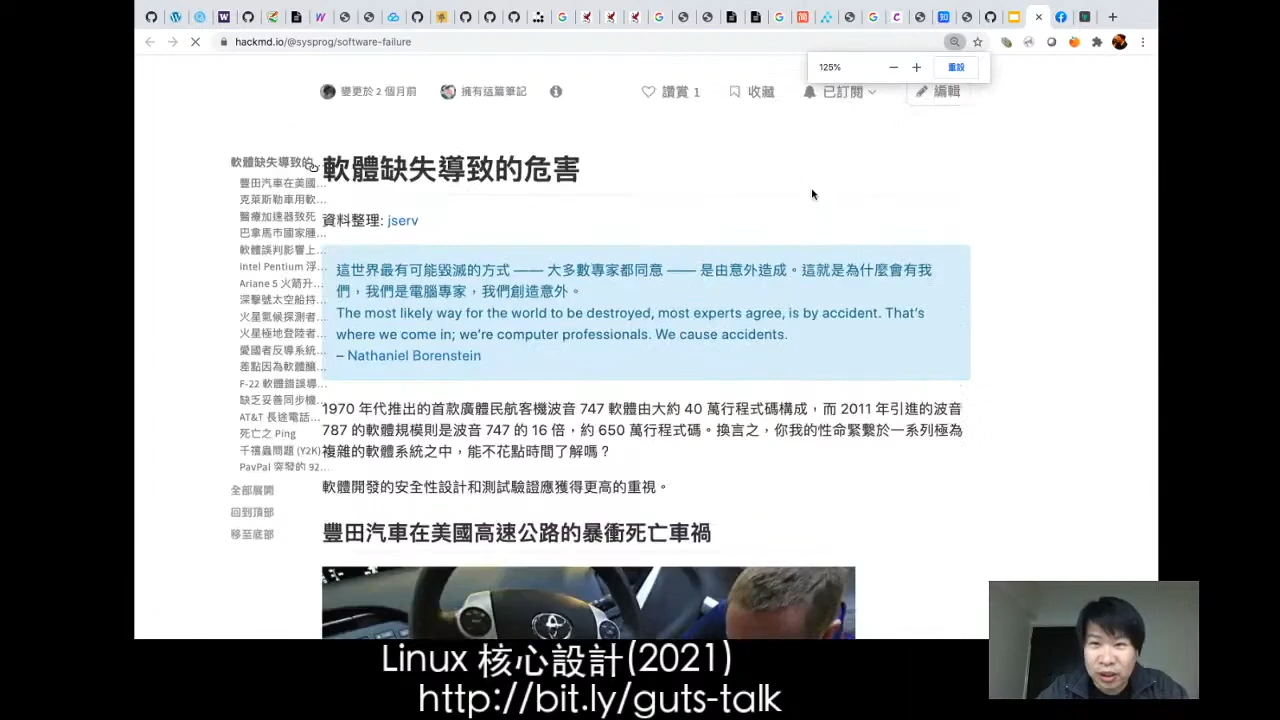 hackmd.io/@sysprog/software-failure
125%
重設
變更於 2 個月前
擁有這篇筆記
讚賞 1
收藏
已訂閱
編輯
軟體缺失導致的…
豐田汽車在美國…
克萊斯勒車用軟…
醫療加速器致死
巴拿馬市國家腫…
軟體誤判影響上…
Intel Pentium 浮…
Ariane 5 火箭升…
深擊號太空船持…
火星氣候探測者…
火星極地登陸者…
愛國者反導系統…
差點因為軟體釀…
F-22 軟體錯誤導…
缺乏妥善同步機…
AT&T 長途電話…
死亡之 Ping
千禧蟲問題 (Y2K)
PayPal 突發的 92…
全部展開
回到頂部
移至底部
軟體缺失導致的危害
資料整理: jserv
這世界最有可能毀滅的方式 —— 大多數專家都同意 —— 是由意外造成。這就是為什麼會有我
們，我們是電腦專家，我們創造意外。
The most likely way for the world to be destroyed, most experts agree, is by accident. That's
where we come in; we're computer professionals. We cause accidents.
– Nathaniel Borenstein
1970 年代推出的首款廣體民航客機波音 747 軟體由大約 40 萬行程式碼構成，而 2011 年引進的波音
787 的軟體規模則是波音 747 的 16 倍，約 650 萬行程式碼。換言之，你我的性命緊繫於一系列極為
複雜的軟體系統之中，能不花點時間了解嗎？
軟體開發的安全性設計和測試驗證應獲得更高的重視。
豐田汽車在美國高速公路的暴衝死亡車禍
Linux 核心設計(2021)
http://bit.ly/guts-talk